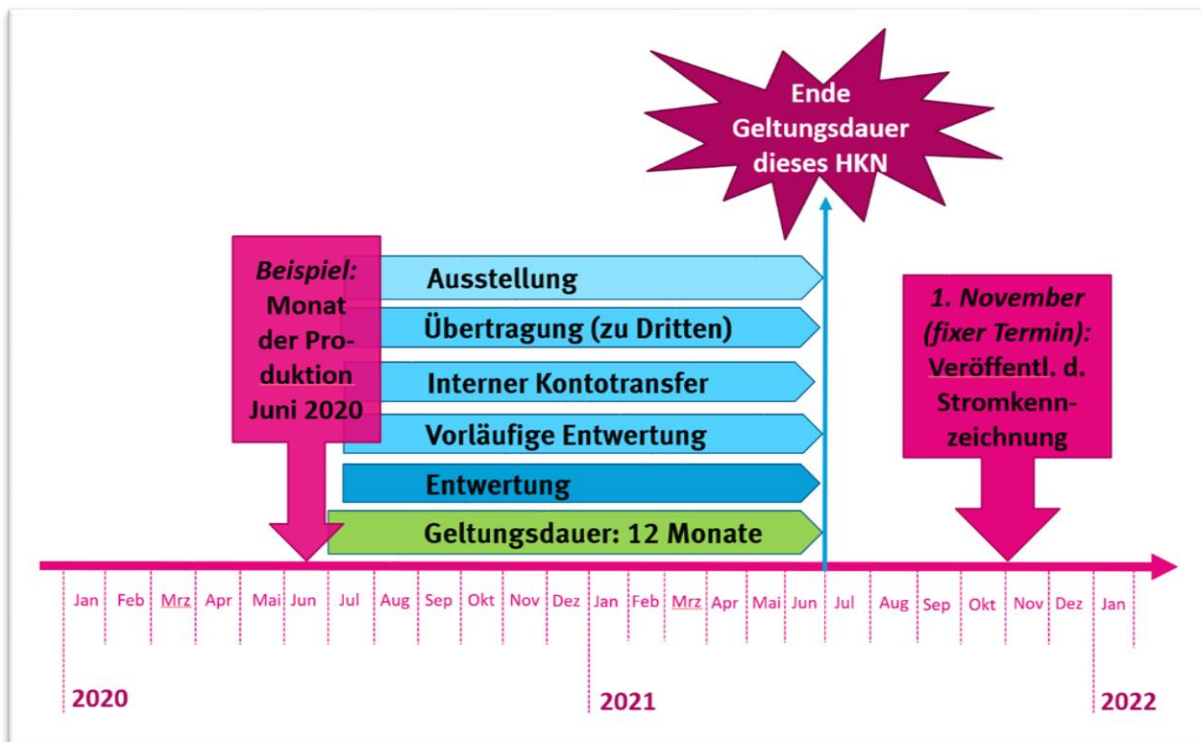 Ende
Geltungsdauer
dieses HKN
Beispiel:
Monat
der Pro-
duktion
Juni 2020
Ausstellung
Übertragung (zu Dritten)
Interner Kontotransfer
Vorläufige Entwertung
Entwertung
Geltungsdauer: 12 Monate
1. November
(fixer Termin):
Veröffentl. d.
Stromkenn-
zeichnung
Jan Feb Mrz Apr Mai Jun Jul Aug Sep Okt Nov Dez Jan Feb Mrz Apr Mai Jun Jul Aug Sep Okt Nov Dez Jan
2020 2021 2022